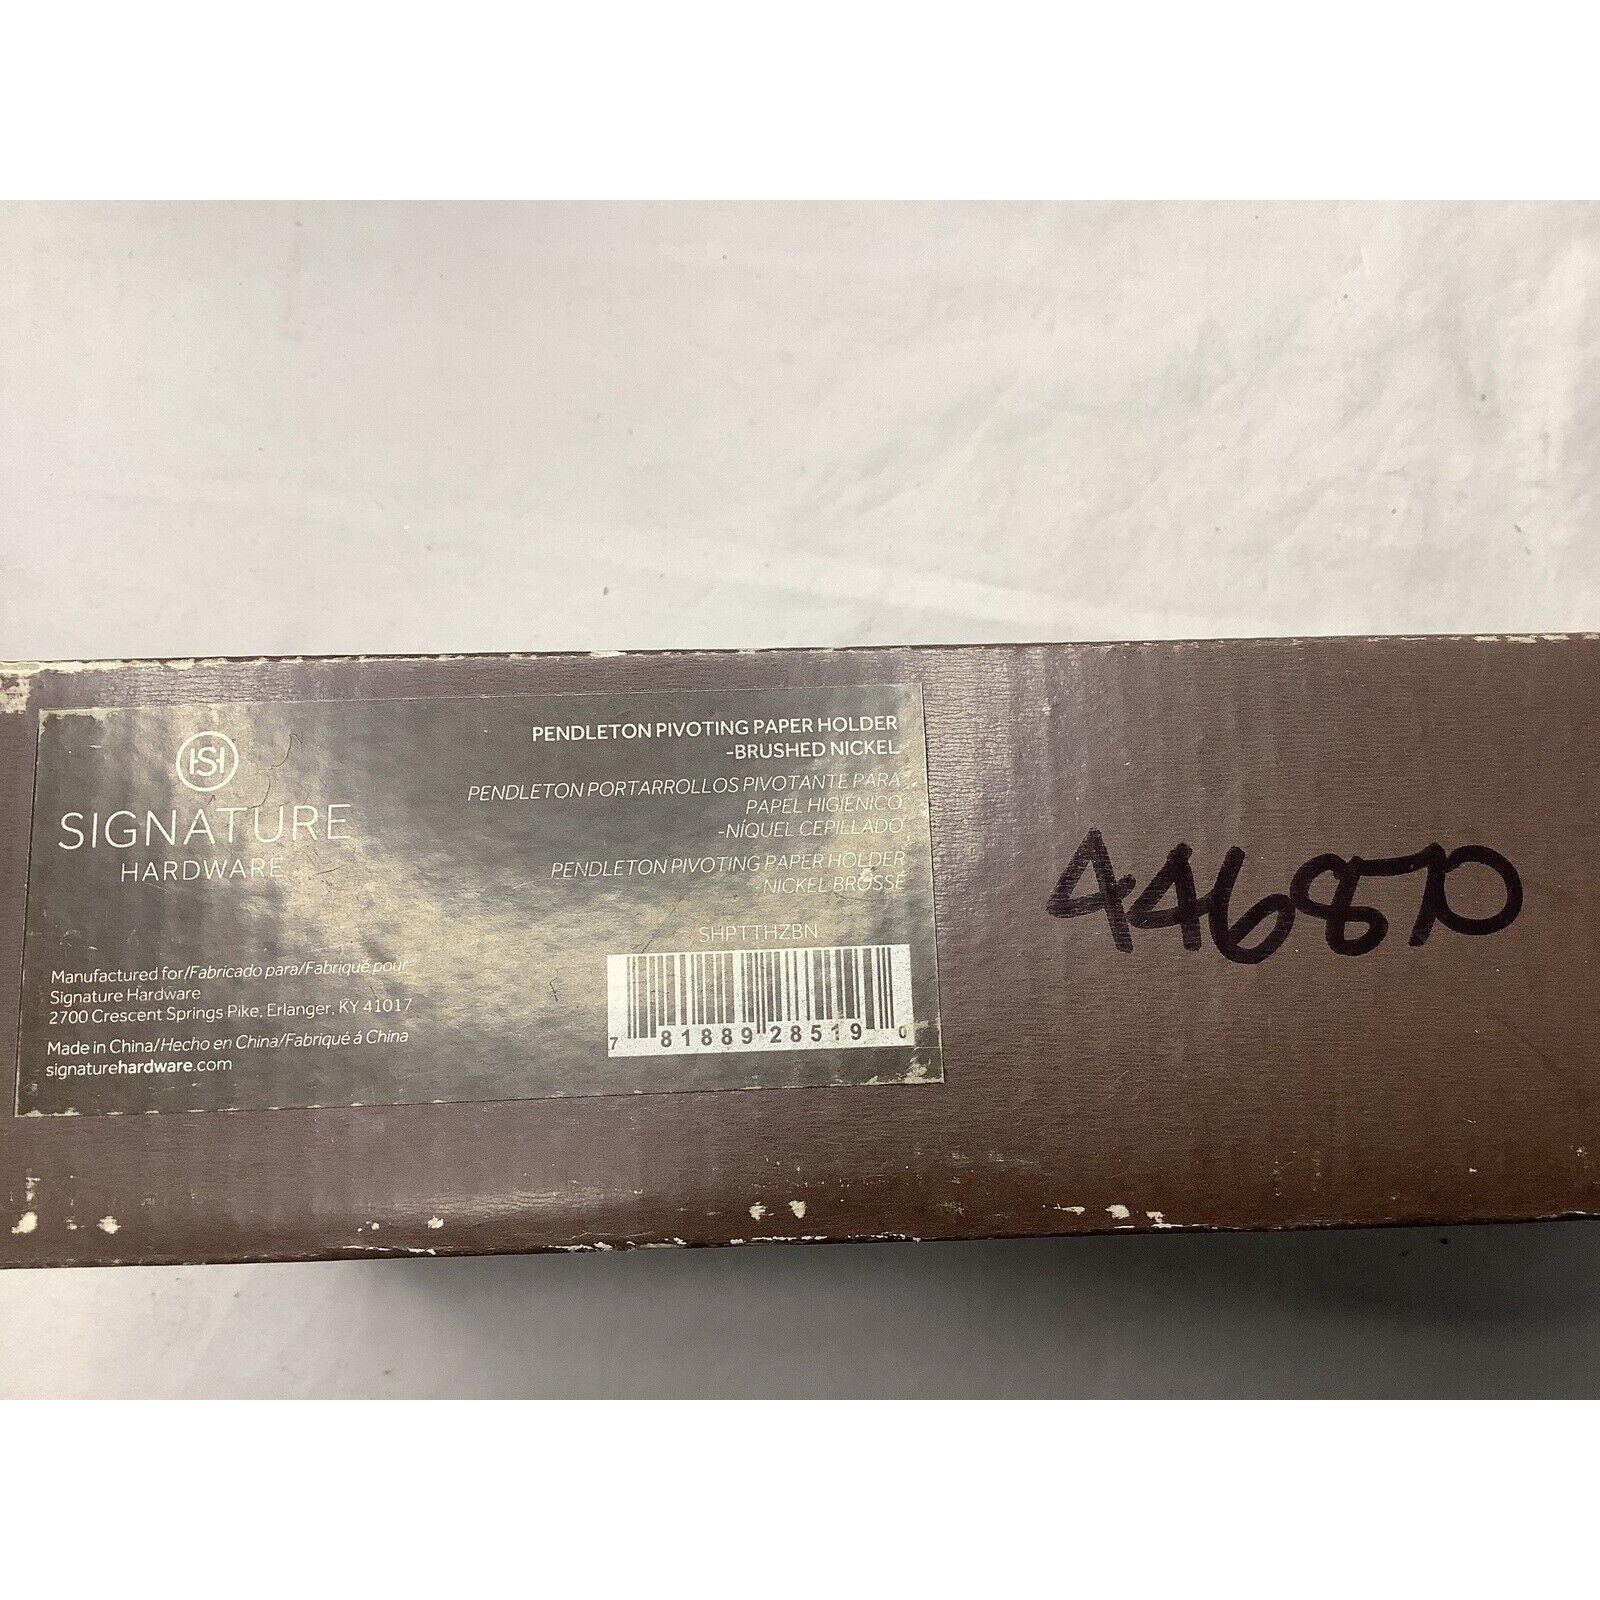 HS
SIGNATURE
HARDWARE
PENDLETON PIVOTING PAPER HOLDER
-BRUSHED NICKEL
PENDLETON PORTARROLLOS PIVOTANTE PARA
PAPEL HIGIÉNICO
-NÍQUEL CEPILLADO
PENDLETON PIVOTING PAPER HOLDER
-NICKEL BROSSÉ
SHPTTHZBN
7 81889 28519 0
Manufactured for/Fabricado para/Fabriqué pour
Signature Hardware
2700 Crescent Springs Pike, Erlanger, KY 41017
Made in China/Hecho en China/Fabriqué á China
signaturehardware.com
446870